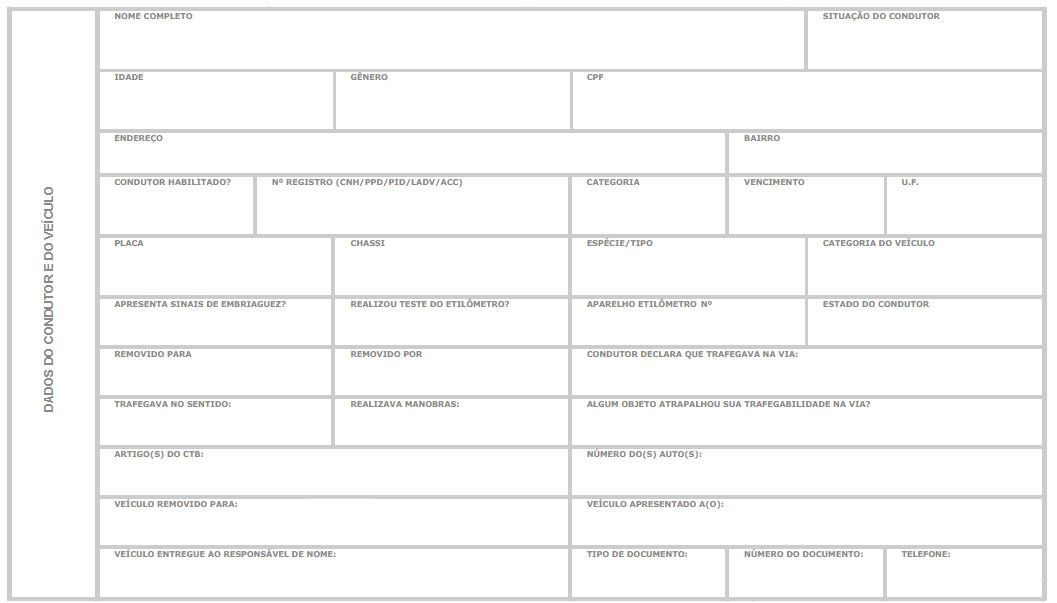 DADOS DO CONDUTOR E DO VEÍCULO
NOME COMPLETO
SITUAÇÃO DO CONDUTOR
IDADE
GÊNERO
CPF
ENDEREÇO
BAIRRO
CONDUTOR HABILITADO?
Nº REGISTRO (CNH/PPD/PID/LADV/ACC)
CATEGORIA
VENCIMENTO
U.F.
PLACA
CHASSI
ESPÉCIE/TIPO
CATEGORIA DO VEÍCULO
APRESENTA SINAIS DE EMBRIAGUEZ?
REALIZOU TESTE DO ETILÔMETRO?
APARELHO ETILÔMETRO Nº
ESTADO DO CONDUTOR
REMOVIDO PARA
REMOVIDO POR
CONDUTOR DECLARA QUE TRAFEGAVA NA VIA:
TRAFEGAVA NO SENTIDO:
REALIZAVA MANOBRAS:
ALGUM OBJETO ATRAPALHOU SUA TRAFEGABILIDADE NA VIA?
ARTIGO(S) DO CTB:
NÚMERO DO(S) AUTO(S):
VEÍCULO REMOVIDO PARA:
VEÍCULO APRESENTADO A(O):
VEÍCULO ENTREGUE AO RESPONSÁVEL DE NOME:
TIPO DE DOCUMENTO:
NÚMERO DO DOCUMENTO:
TELEFONE: